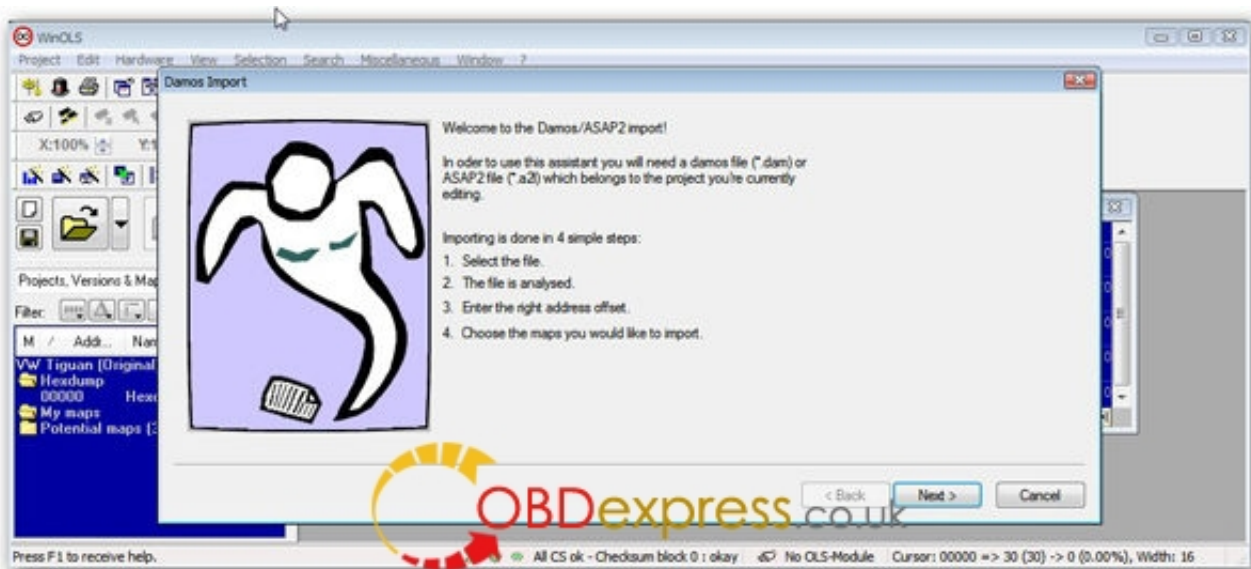 WinOLS
Project Edit Hardware View Selection Search Miscellaneous Window ?
Damos Import
X:100%
Welcome to the Damos/ASAP2 import!
In oder to use this assistant you will need a damos file (*.dam) or
ASAP2 file (*.a2l) which belongs to the project you're currently
editing.
Importing is done in 4 simple steps:
1. Select the file.
2. The file is analysed.
3. Enter the right address offset.
4. Choose the maps you would like to import.
Projects, Versions & Map
Filter:
M / Addr... Nam
VW Tiguan (Original
Hexdump
00000 Hexd
My maps
Potential maps (3
< Back Next > Cancel
OBDexpress.co.uk
Press F1 to receive help. All CS ok - Checksum block 0 : okay No OLS-Module Cursor: 00000 => 30 (30) -> 0 (0.00%), Width: 16